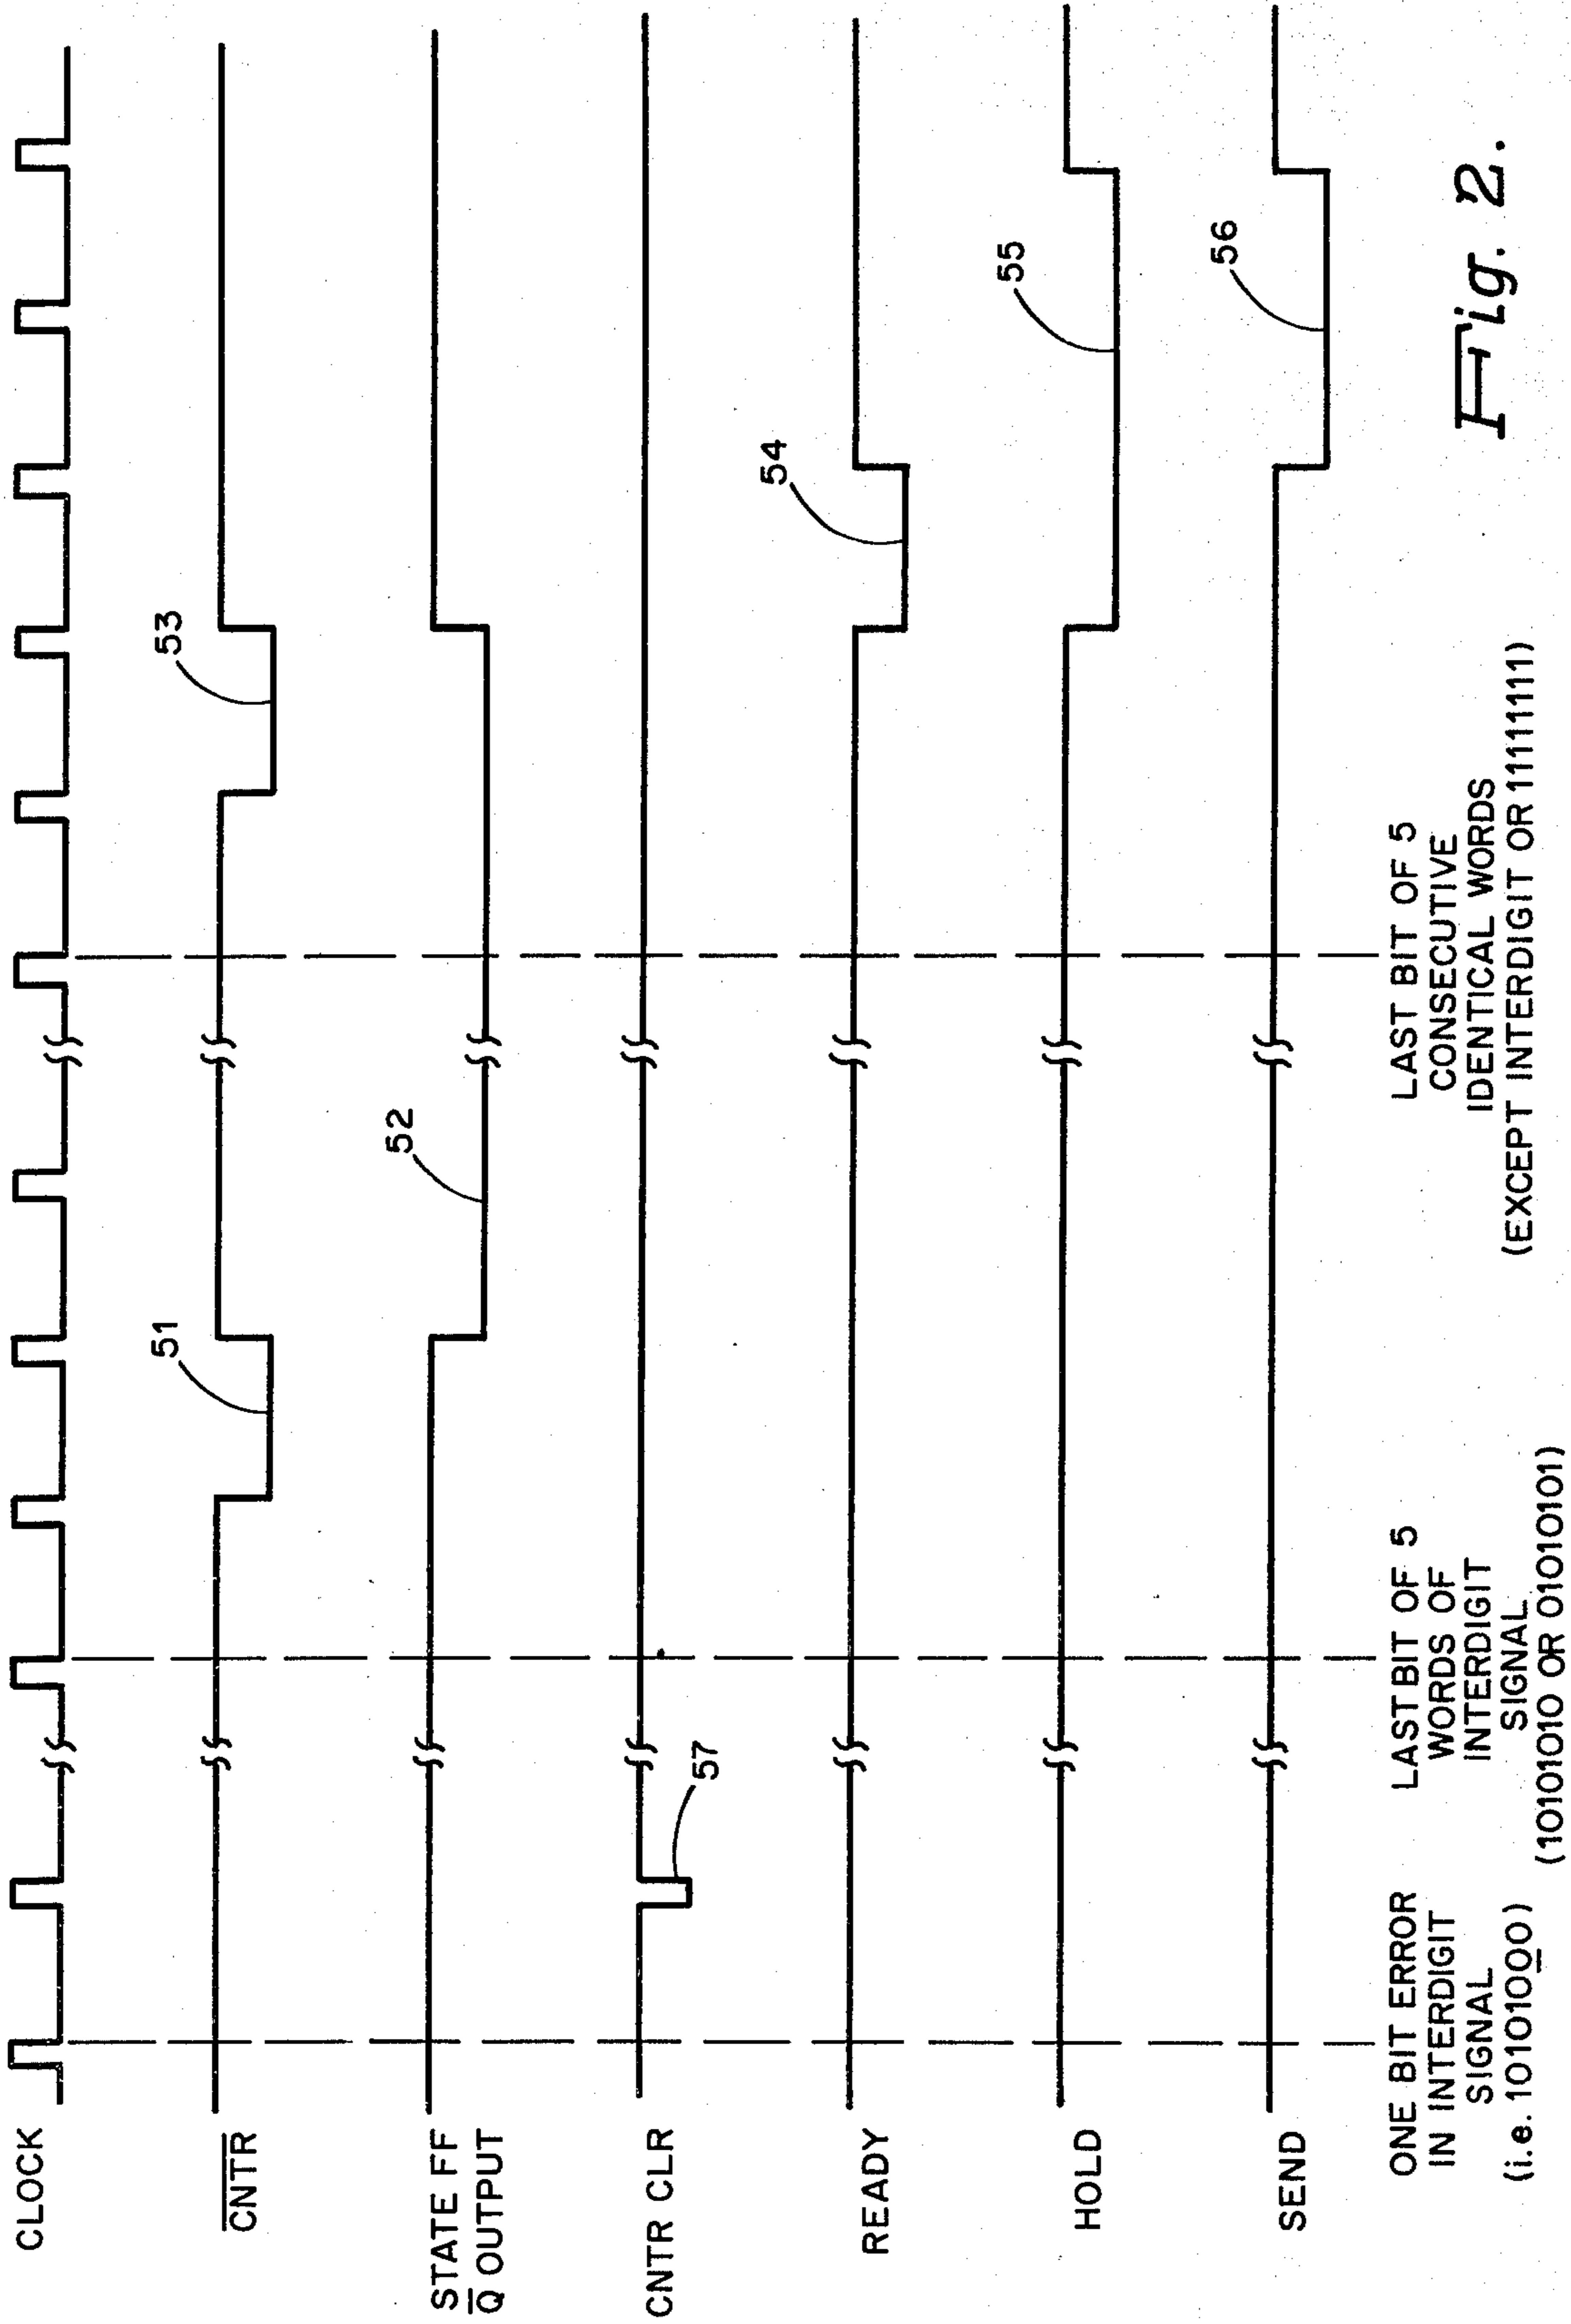 CLOCK
CNTR
STATE FF
Q OUTPUT
CNTR CLR
READY
HOLD
SEND
51
52
53
54
55
56
57
ONE BIT ERROR
IN INTERDIGIT
SIGNAL
(i.e. 10101000)
LAST BIT OF 5
WORDS OF
INTERDIGIT
SIGNAL
(10101010 OR 01010101)
LAST BIT OF 5
CONSECUTIVE
IDENTICAL WORDS
(EXCEPT INTERDIGIT OR 11111111)
Fig. 2.